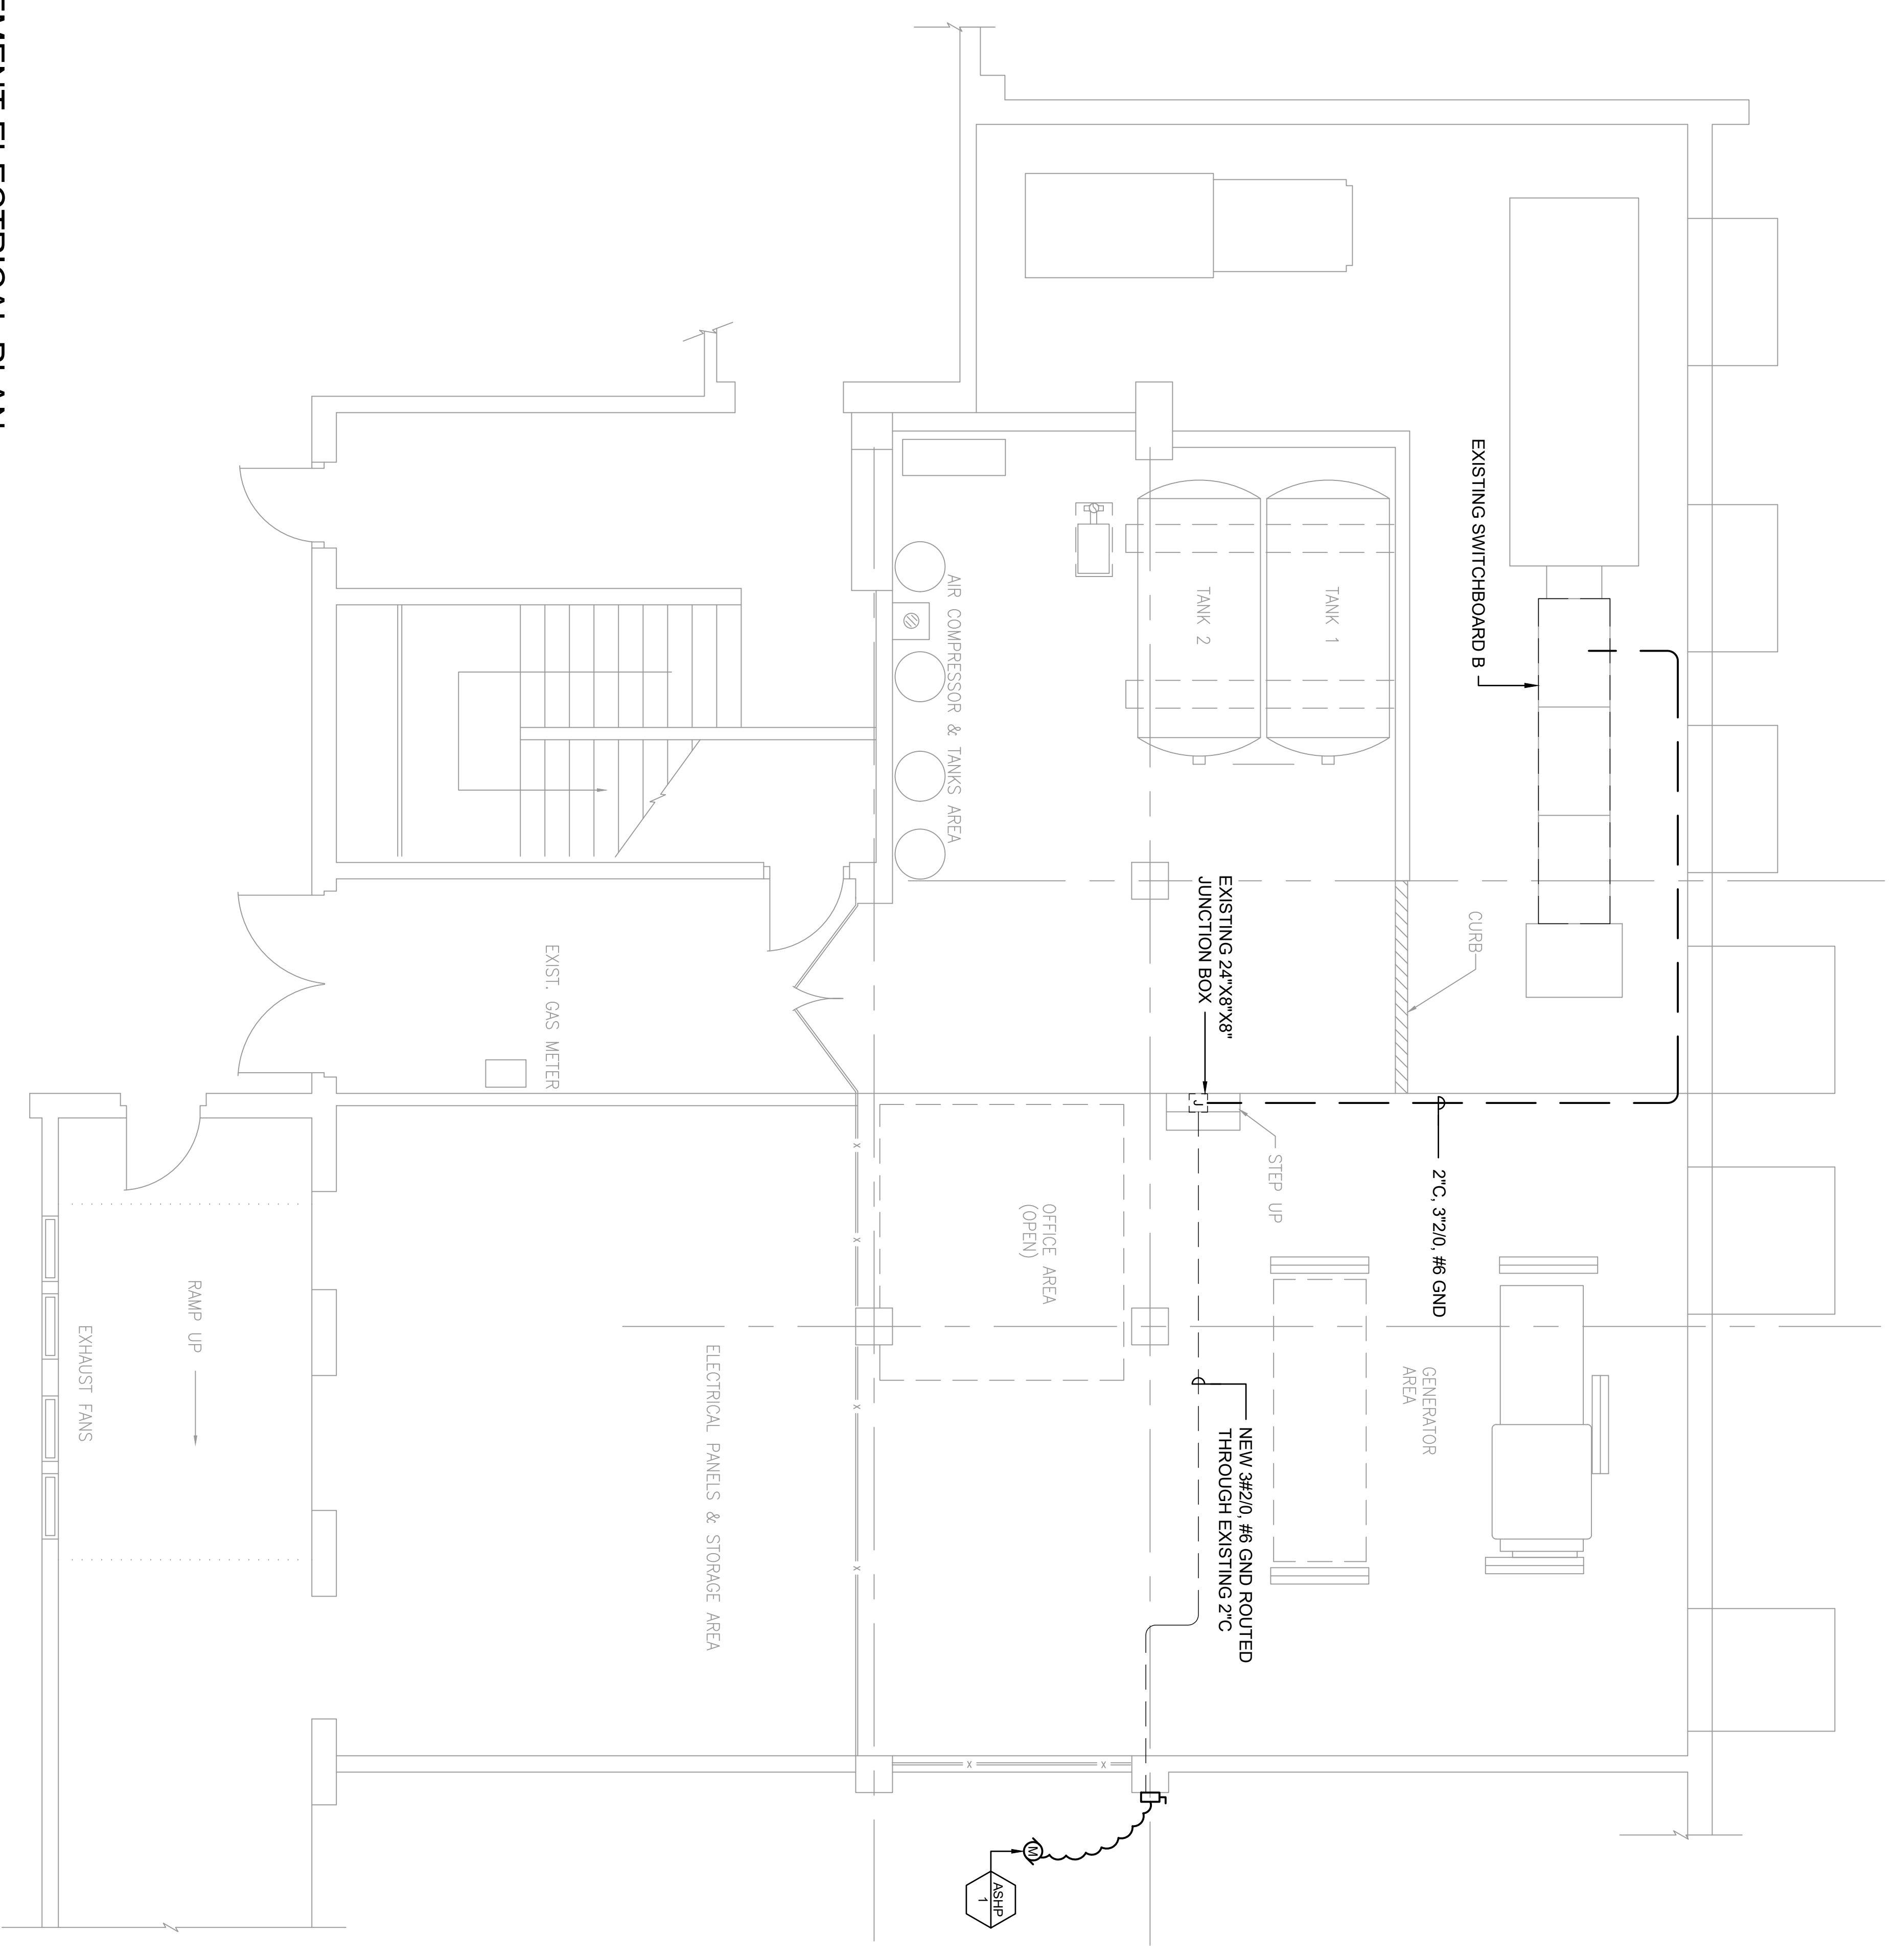 EXISTING SWITCHBOARD B
TANK 1
TANK 2
AIR COMPRESSOR & TANKS AREA
CURB
EXISTING 24"X8"X8"
JUNCTION BOX
J
STEP UP
2"C, 3"2/0, #6 GND
EXIST. GAS METER
OFFICE AREA
(OPEN)
GENERATOR
AREA
NEW 3#2/0, #6 GND ROUTED
THROUGH EXISTING 2"C
ELECTRICAL PANELS & STORAGE AREA
RAMP UP
EXHAUST FANS
M
ASHP
1
ELECTRICAL PLAN